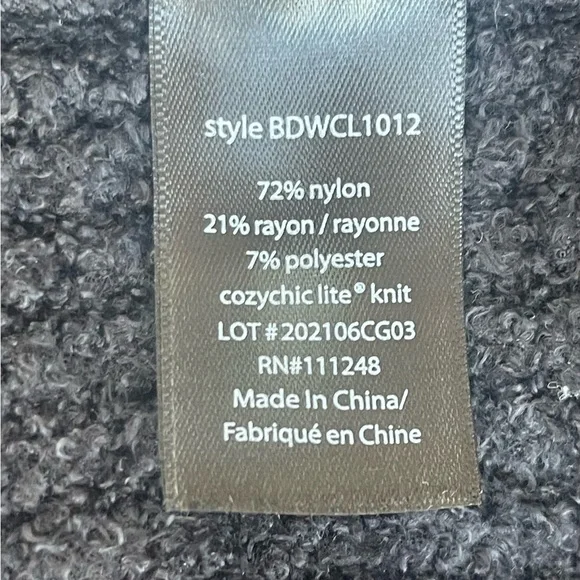 style BDWCL1012
72% nylon
21% rayon / rayonne
7% polyester
cozychic lite® knit
LOT # 202106CG03
RN#111248
Made In China/
Fabriqué en Chine